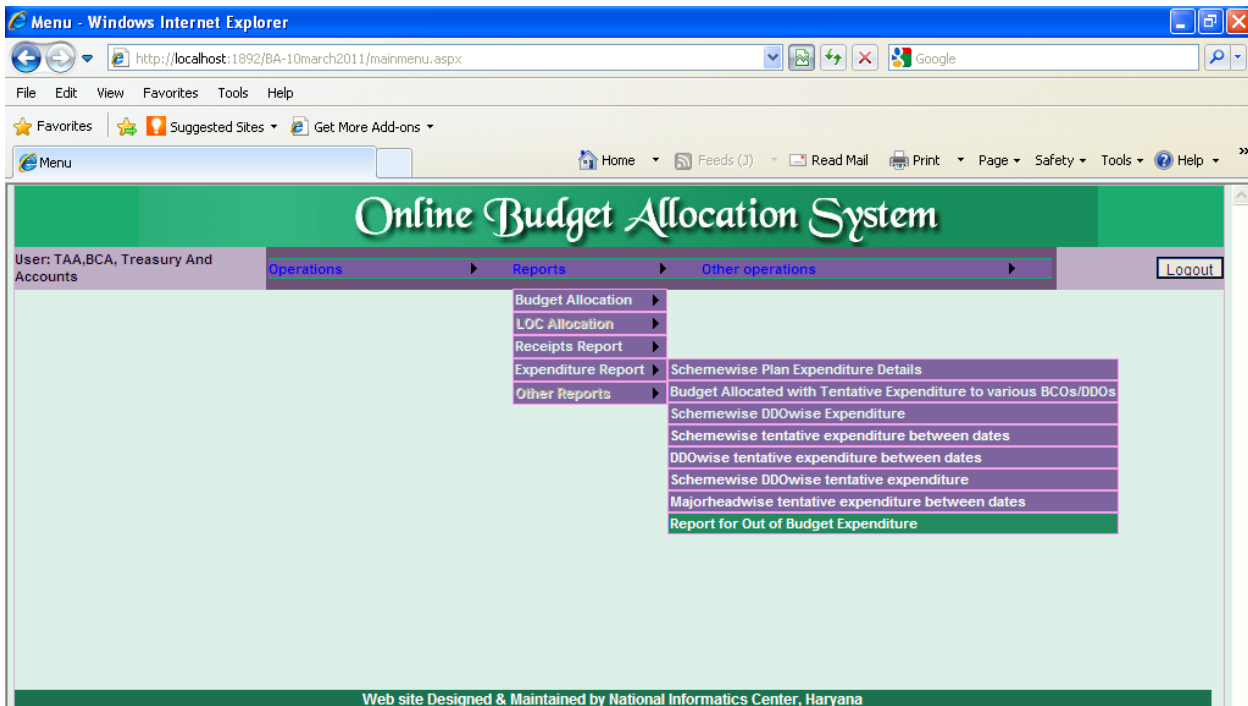 Menu - Windows Internet Explorer
http://localhost:1892/BA-10march2011/mainmenu.aspx
Google
File Edit View Favorites Tools Help
Favorites Suggested Sites Get More Add-ons
Menu Home Feeds (J) Read Mail Print Page Safety Tools Help »
Online Budget Allocation System
User: TAA,BCA, Treasury And
Accounts
Operations Reports Other operations Logout
Budget Allocation
LOC Allocation
Receipts Report
Expenditure Report Schemewise Plan Expenditure Details
Other Reports Budget Allocated with Tentative Expenditure to various BCOs/DDOs
Schemewise DDOwise Expenditure
Schemewise tentative expenditure between dates
DDOwise tentative expenditure between dates
Schemewise DDOwise tentative expenditure
Majorheadwise tentative expenditure between dates
Report for Out of Budget Expenditure
Web site Designed & Maintained by National Informatics Center, Haryana